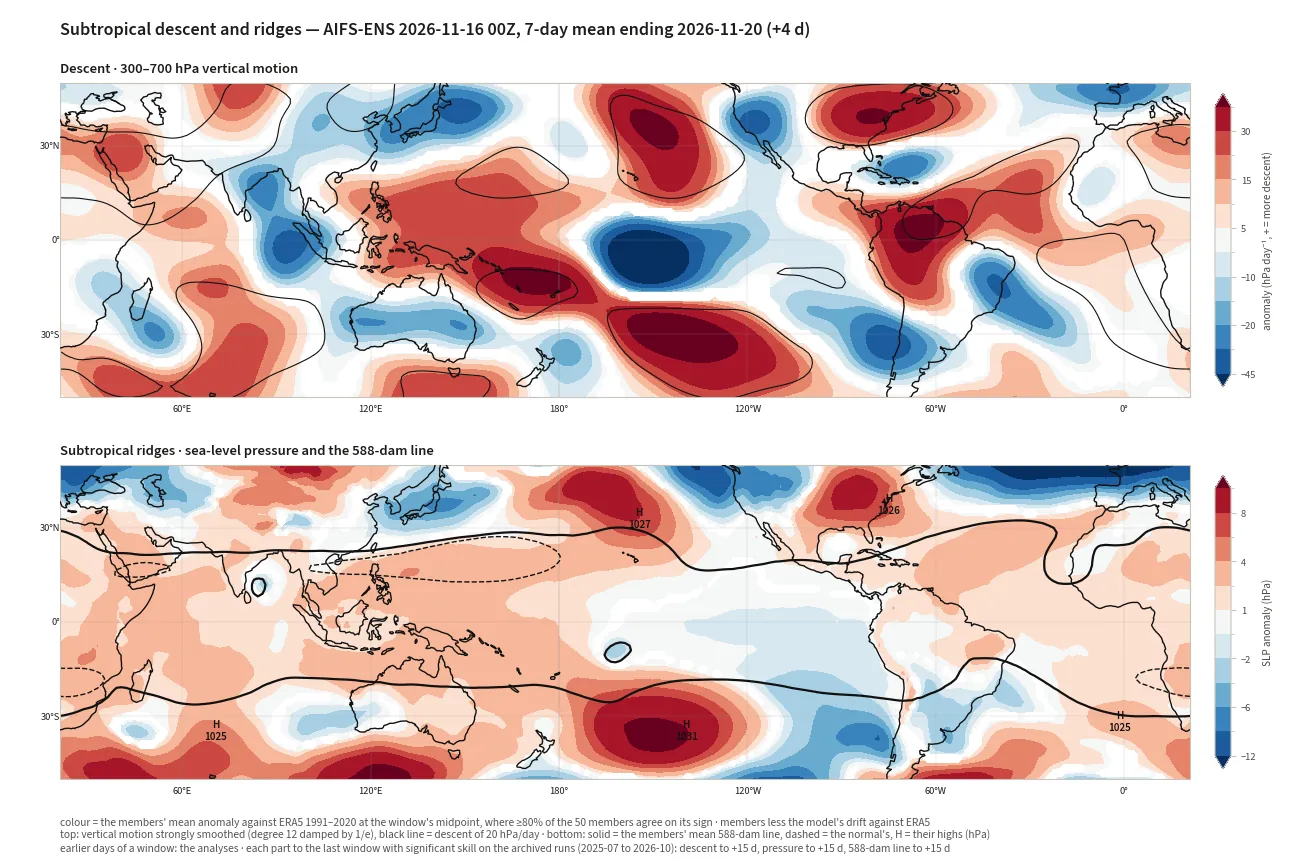 Subtropical descent and ridges — AIFS-ENS 2026-11-16 00Z, 7-day mean ending 2026-11-20 (+4 d)
Descent · 300–700 hPa vertical motion
30°N
0°
30°S
60°E
120°E
180°
120°W
60°W
0°
30
15
5
−10
−20
−45
anomaly (hPa day⁻¹, + = more descent)
Subtropical ridges · sea-level pressure and the 588-dam line
30°N
0°
30°S
H
1027
H
1026
H
1025
H
1031
H
1025
60°E
120°E
180°
120°W
60°W
0°
8
4
1
−2
−6
−12
SLP anomaly (hPa)
colour = the members' mean anomaly against ERA5 1991–2020 at the window's midpoint, where ≥80% of the 50 members agree on its sign · members less the model's drift against ERA5
top: vertical motion strongly smoothed (degree 12 damped by 1/e), black line = descent of 20 hPa/day · bottom: solid = the members' mean 588-dam line, dashed = the normal's, H = their highs (hPa)
earlier days of a window: the analyses · each part to the last window with significant skill on the archived runs (2025-07 to 2026-10): descent to +15 d, pressure to +15 d, 588-dam line to +15 d